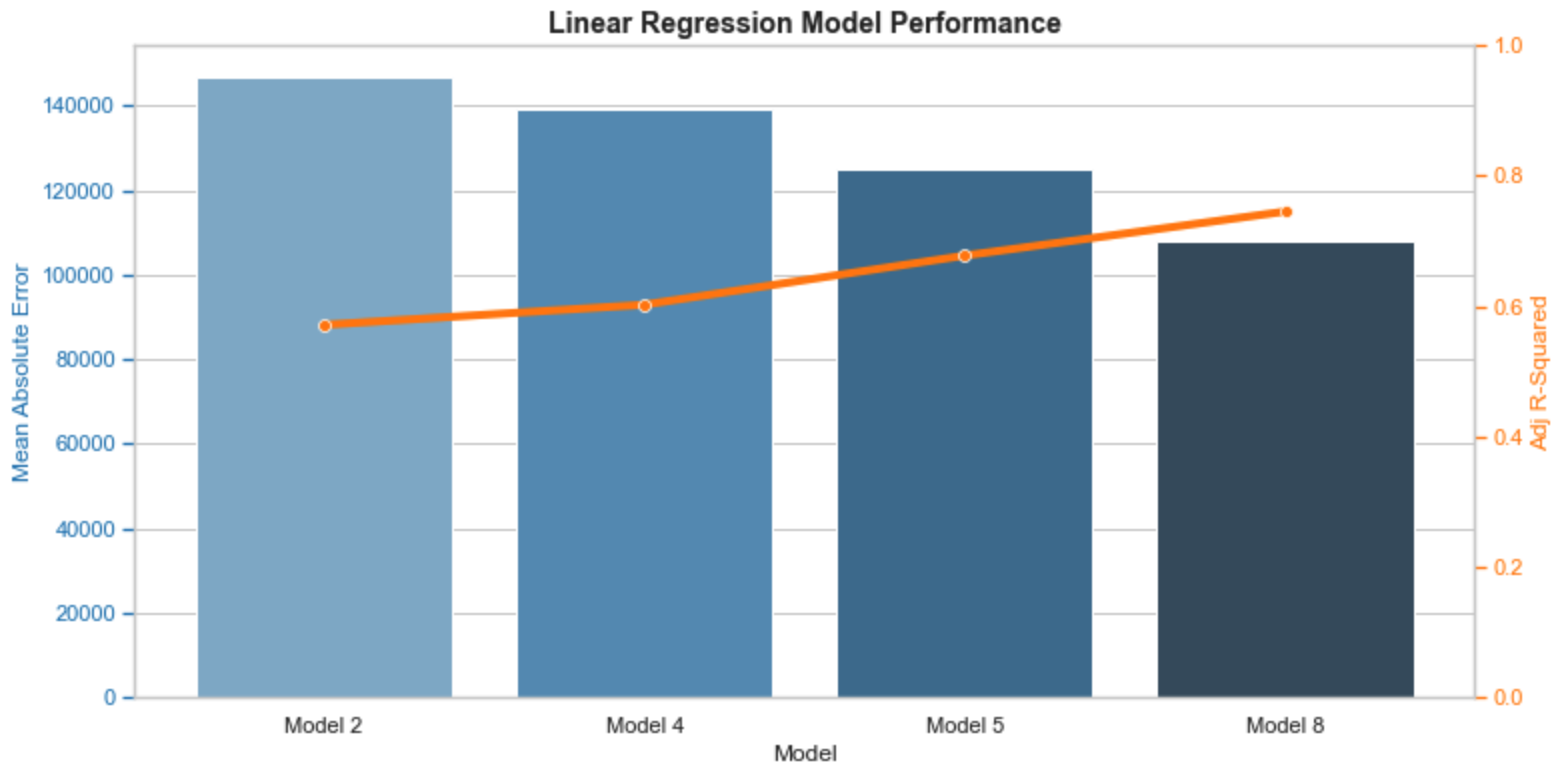 Linear Regression Model Performance
Mean Absolute Error
140000
120000
100000
80000
60000
40000
20000
0
1.0
0.8
0.6
0.4
0.2
0.0
Adj R-Squared
Model 2
Model 4
Model 5
Model 8
Model